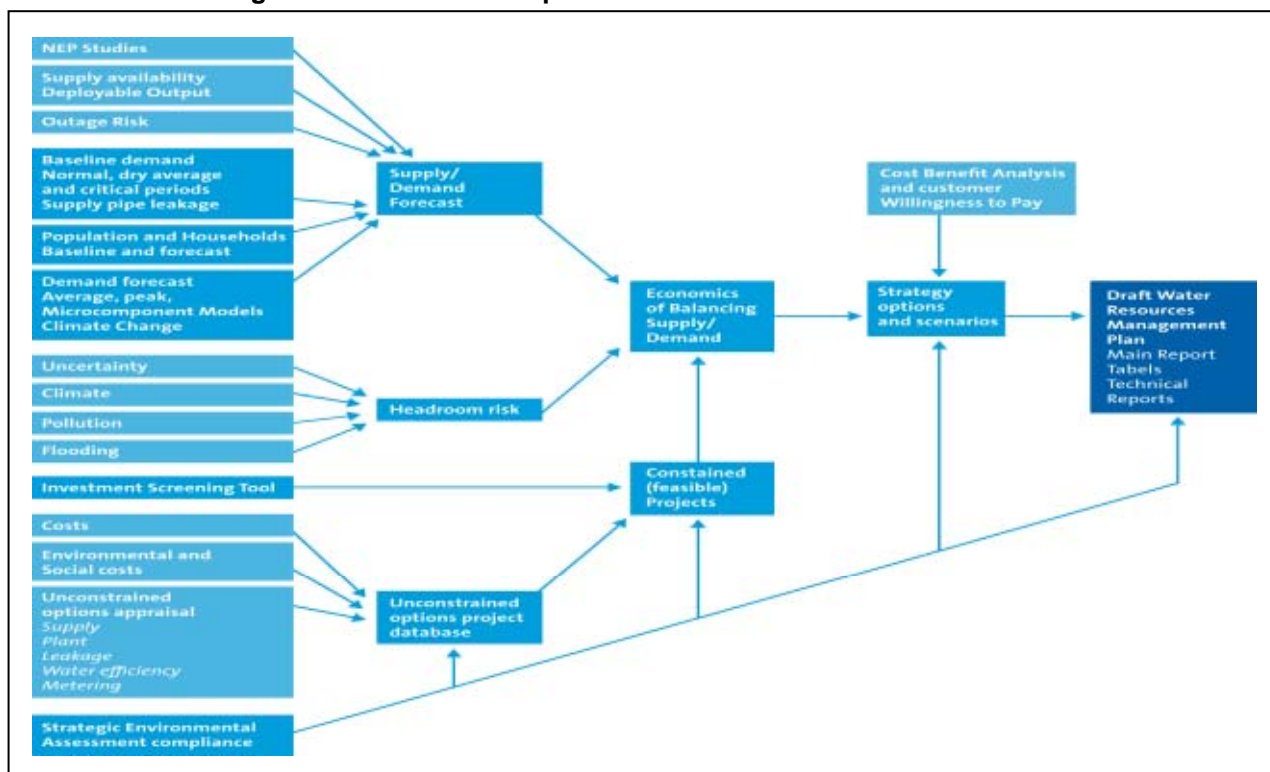 NEP Studies
Supply availability
Deployable Output
Outage Risk
Baseline demand
Normal, dry average
and critical periods
Supply pipe leakage
Population and Households
Baseline and forecast
Demand forecast
Average, peak,
Microcomponent Models
Climate Change
Uncertainty
Climate
Pollution
Flooding
Investment Screening Tool
Costs
Environmental and
Social costs
Unconstrained
options appraisal
Supply
Plant
Leakage
Water efficiency
Metering
Strategic Environmental
Assessment compliance
Supply/
Demand
Forecast
Headroom risk
Unconstrained
options project
database
Economics
of Balancing
Supply/
Demand
Constained
(feasible)
Projects
Cost Benefit Analysis
and customer
Willingness to Pay
Strategy
options
and scenarios
Draft Water
Resources
Management
Plan
Main Report
Tabels
Technical
Reports